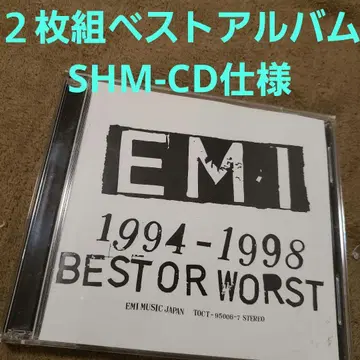 ２枚組ベストアルバム
SHM-CD仕様
EMI
1994-1998
BEST OR WORST
EMI MUSIC JAPAN TOCT-95008-7 STEREO